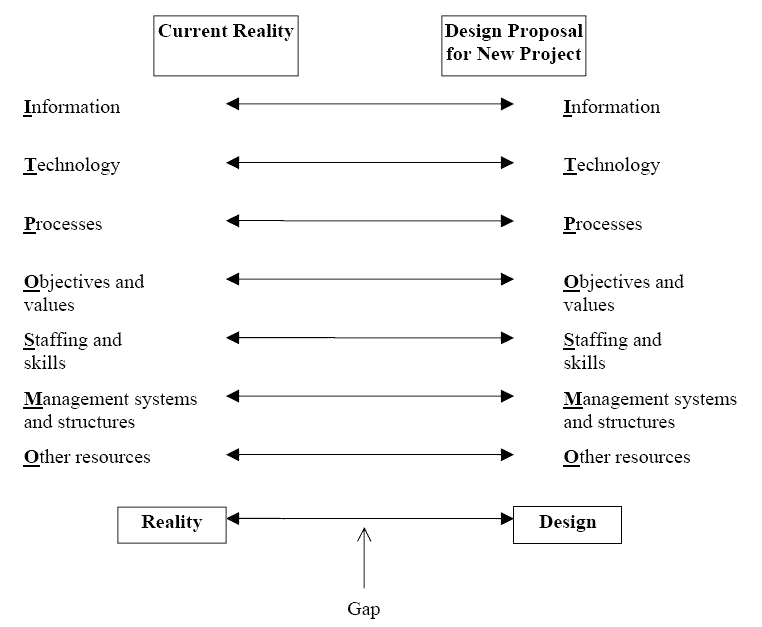 Current Reality
Design Proposal
for New Project
Information
Information
Technology
Technology
Processes
Processes
Objectives and
values
Objectives and
values
Staffing and
skills
Staffing and
skills
Management systems
and structures
Management systems
and structures
Other resources
Other resources
Reality
Design
Gap